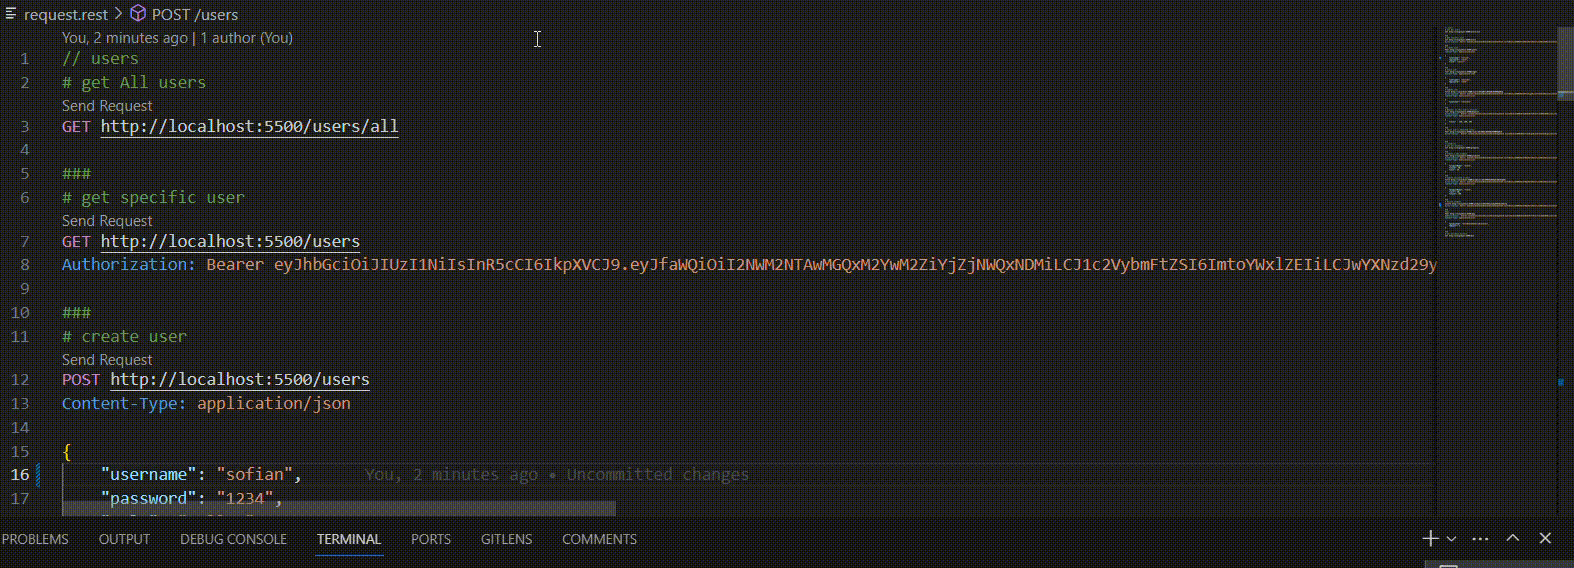 request.rest > POST /users
You, 2 minutes ago | 1 author (You)
1 // users
2 # get All users
Send Request
3 GET http://localhost:5500/users/all
4
5 ###
6 # get specific user
Send Request
7 GET http://localhost:5500/users
8 Authorization: Bearer eyJhbGciOiJIUzI1NiIsInR5cCI6IkpXVCJ9.eyJfaWQiOiI2NWM2NTAwMGQxM2YwM2ZiYjZjNWQxNDMiLCJ1c2VybmFtZSI6ImtoYWxlZEIiLCJwYXNzd29y
9
10 ###
11 # create user
Send Request
12 POST http://localhost:5500/users
13 Content-Type: application/json
14
15 {
16 "username": "sofian", You, 2 minutes ago • Uncommitted changes
17 "password": "1234",
PROBLEMS OUTPUT DEBUG CONSOLE TERMINAL PORTS GITLENS COMMENTS